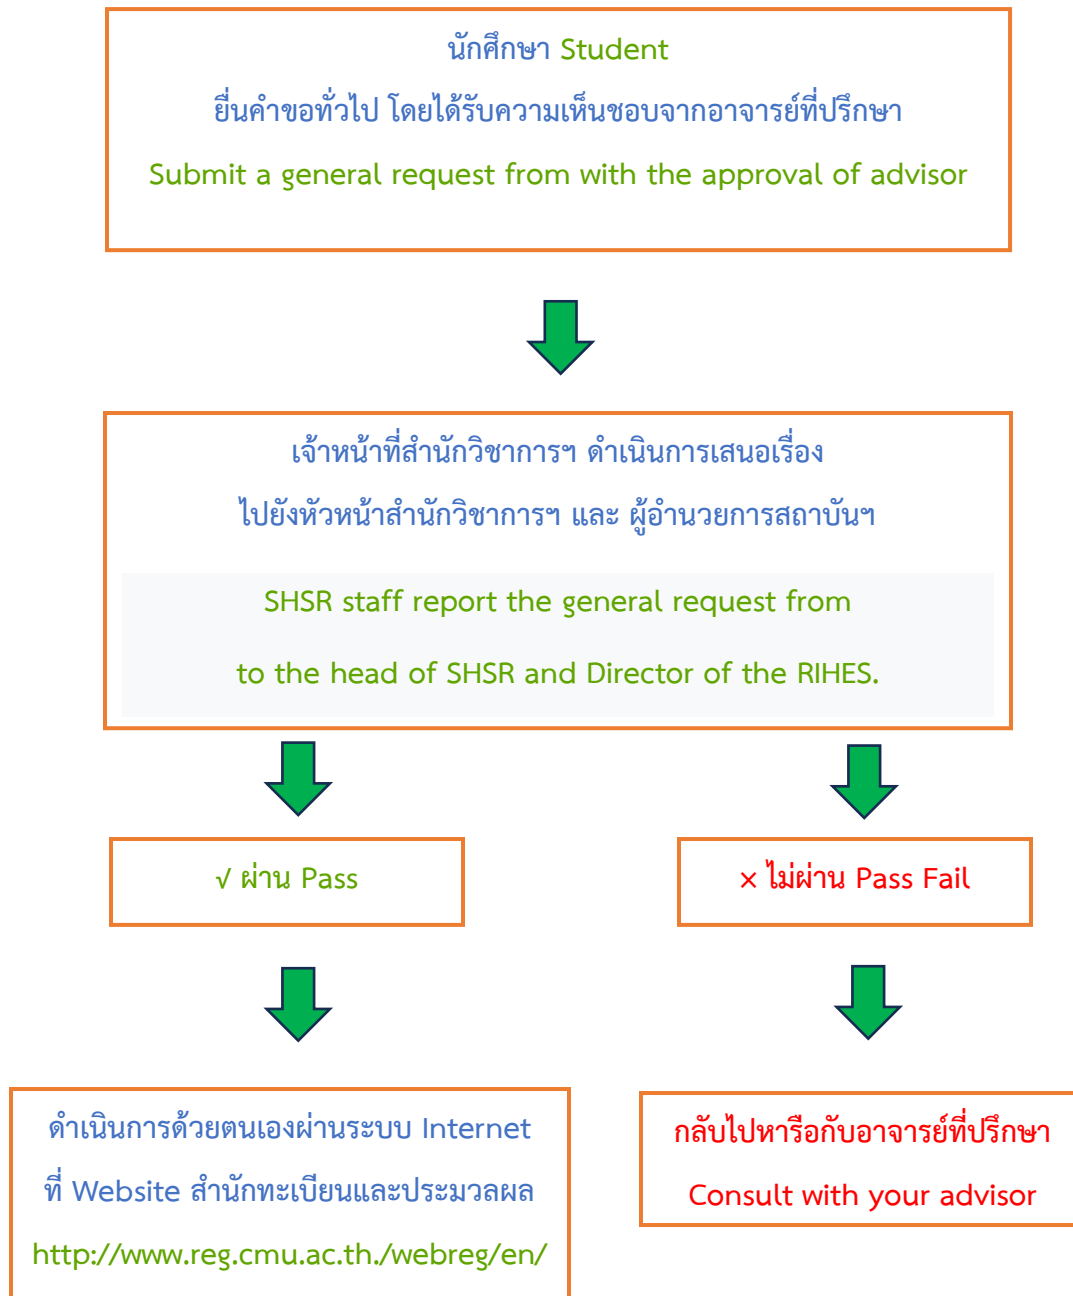 นักศึกษา Student
ยื่นคำขอทั่วไป โดยได้รับความเห็นชอบจากอาจารย์ที่ปรึกษา
Submit a general request from with the approval of advisor
เจ้าหน้าที่สำนักวิชาการฯ ดำเนินการเสนอเรื่อง
ไปยังหัวหน้าสำนักวิชาการฯ และ ผู้อำนวยการสถาบันฯ
SHSR staff report the general request from
to the head of SHSR and Director of the RIHES.
√ ผ่าน Pass
× ไม่ผ่าน Pass Fail
ดำเนินการด้วยตนเองผ่านระบบ Internet
ที่ Website สำนักทะเบียนและประมวลผล
http://www.reg.cmu.ac.th./webreg/en/
กลับไปหารือกับอาจารย์ที่ปรึกษา
Consult with your advisor